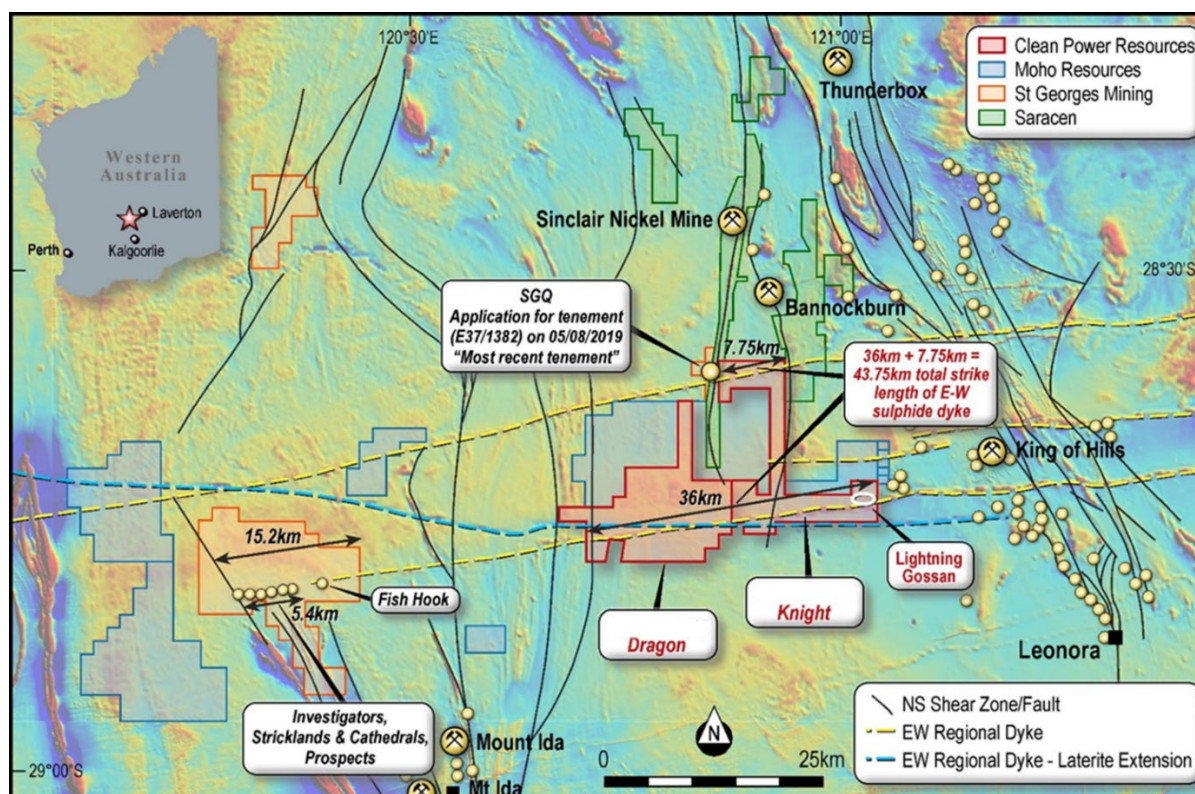 120°30'E
121°00'E
Thunderbox
Clean Power Resources
Moho Resources
St Georges Mining
Saracen
Western
Australia
Laverton
Perth
Kalgoorlie
Sinclair Nickel Mine
28°30'S
SGQ
Application for tenement
(E37/1382) on 05/08/2019
“Most recent tenement”
Bannockburn
7.75km
36km + 7.75km =
43.75km total strike
length of E-W
sulphide dyke
King of Hills
36km
15.2km
Lightning
Gossan
Fish Hook
5.4km
Knight
Dragon
Leonora
Investigators,
Stricklands & Cathedrals,
Prospects
Mount Ida
N
0
25km
NS Shear Zone/Fault
EW Regional Dyke
EW Regional Dyke - Laterite Extension
29°00'S
Mt Ida